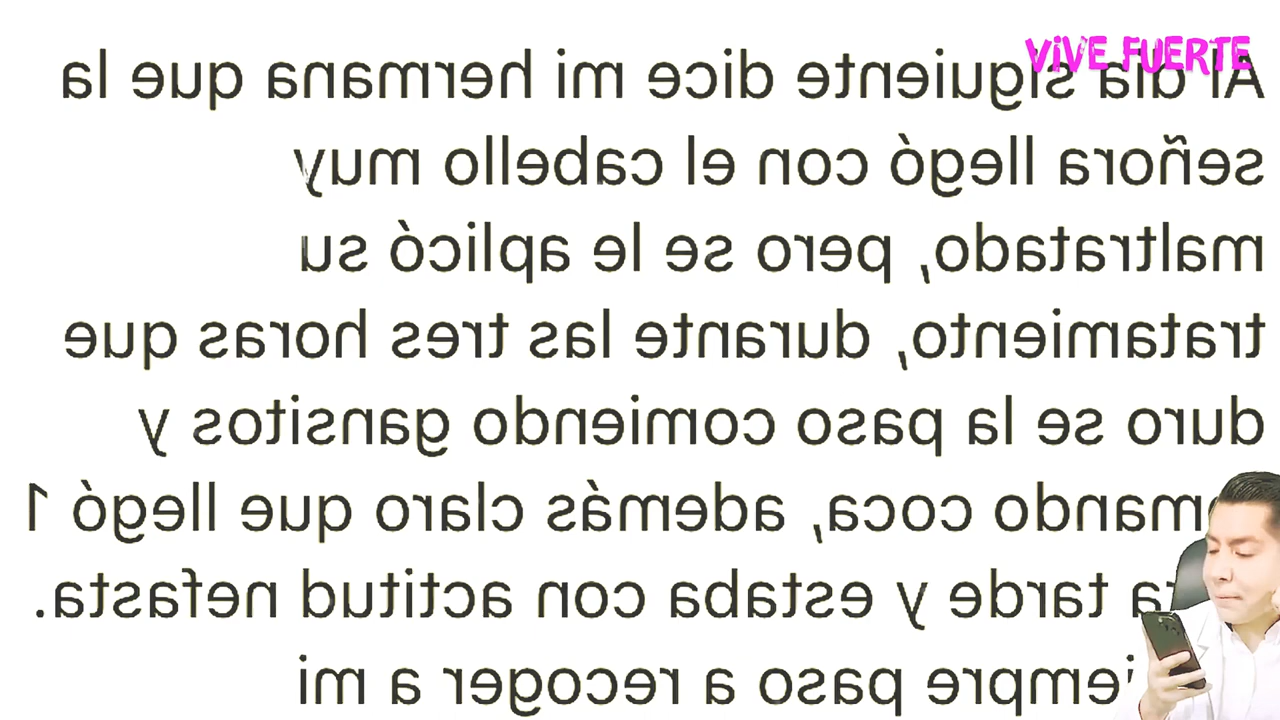 ViVE FUERTE
Al día siguiente dice mi hermana que la
señora llegó con el cabello muy
maltratado, pero se le aplicó su
tratamiento, durante las tres horas que
duro se la paso comiendo gansitos y
coca, además claro que llegó 1
tarde y estaba con actitud nefasta.
paso a recoger a mi